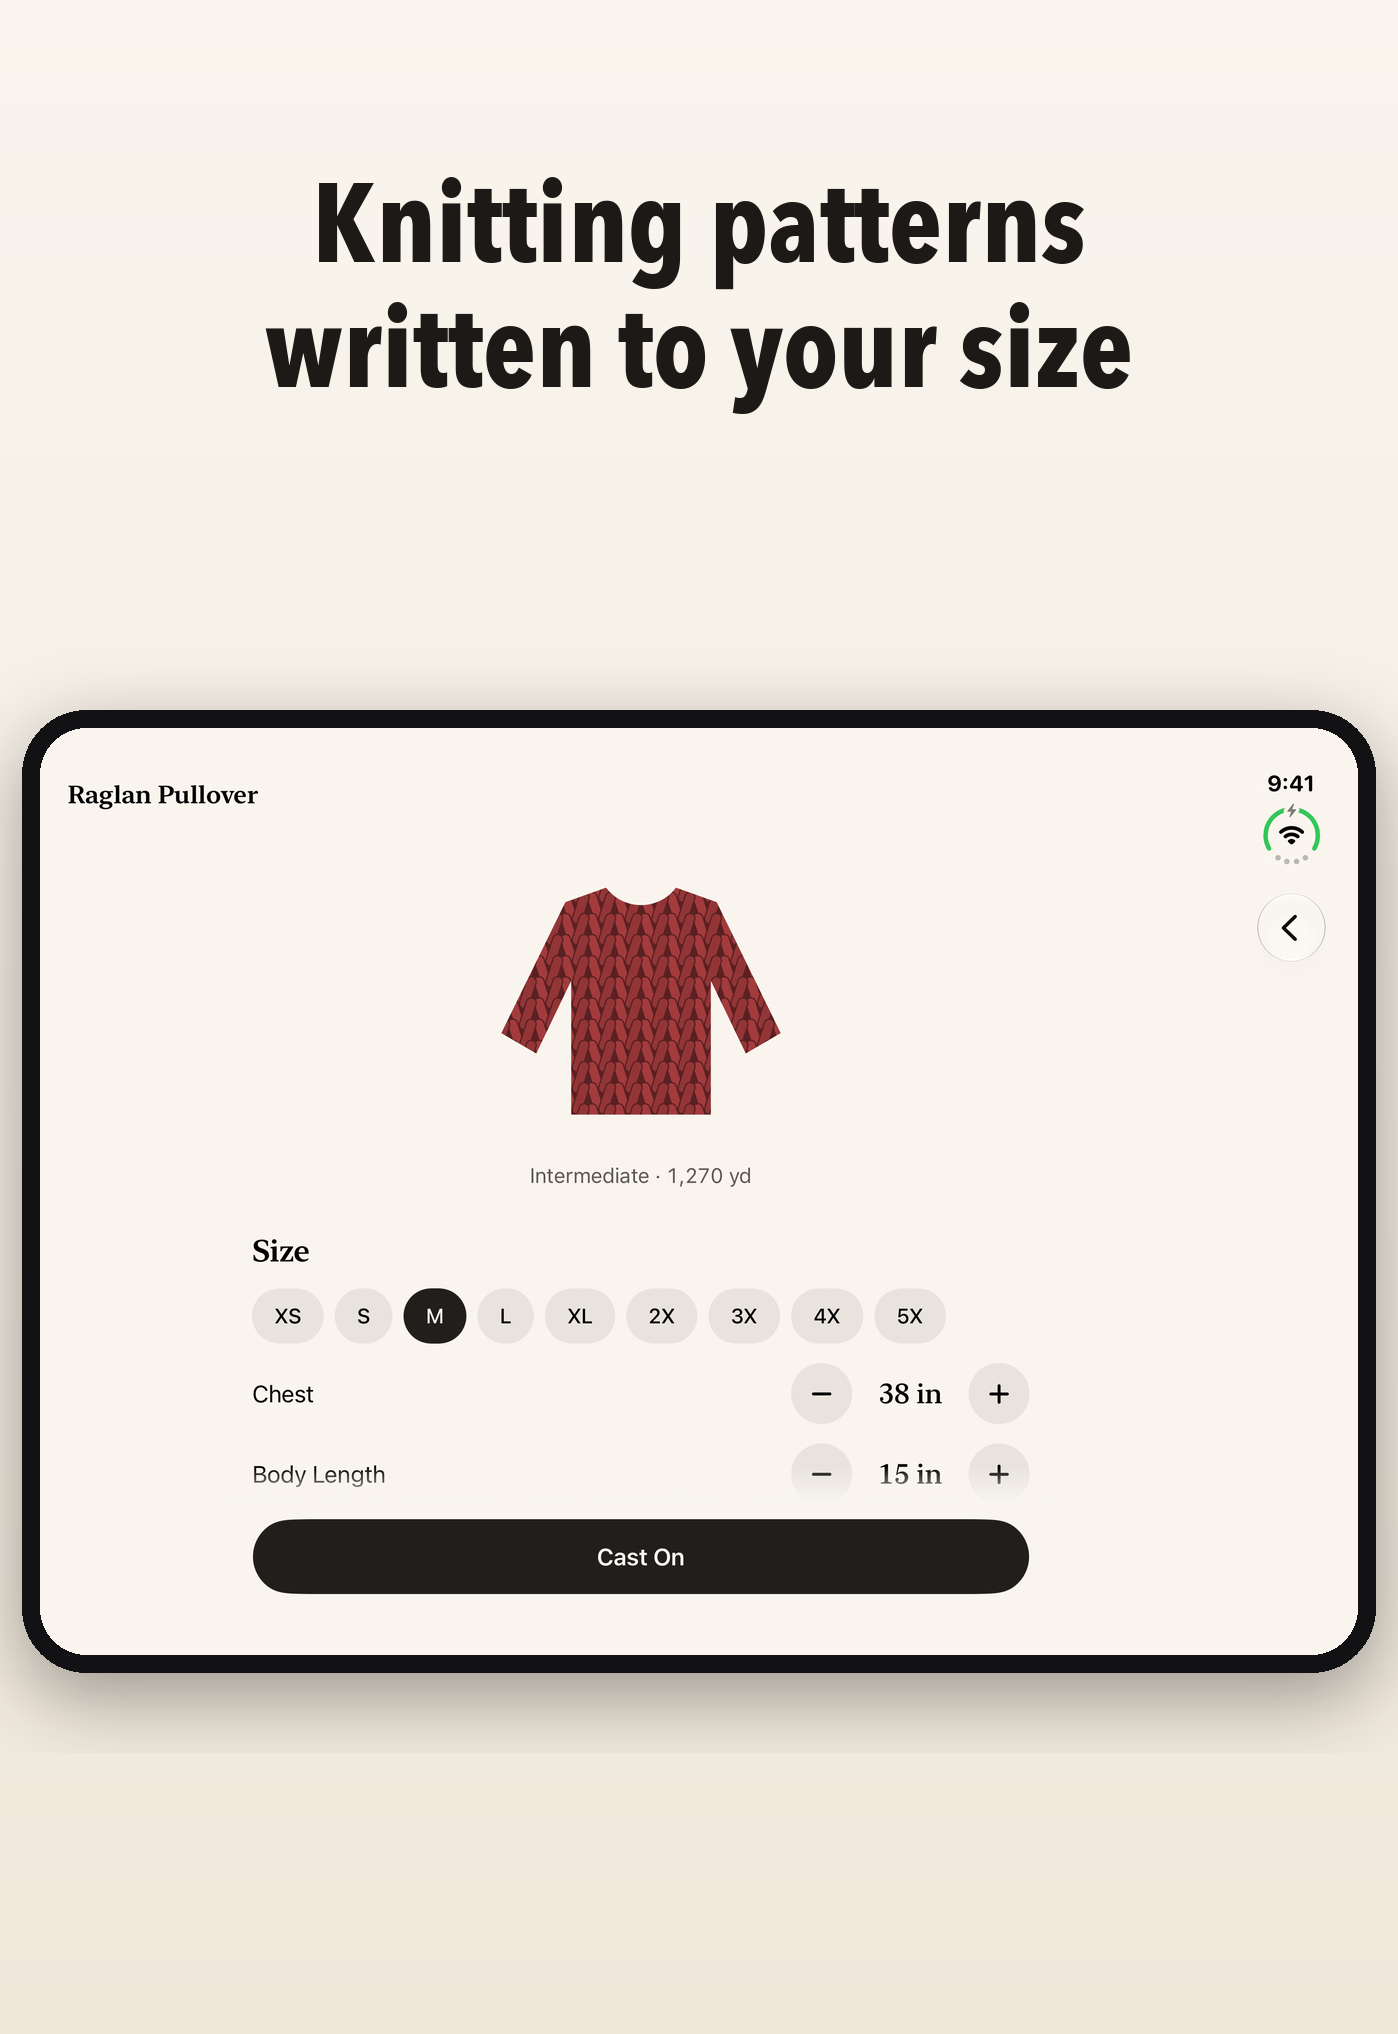 Knitting patterns
written to your size
Raglan Pullover
9:41
Intermediate · 1,270 yd
Size
XS S M L XL 2X 3X 4X 5X
Chest − 38 in +
Body Length − 15 in +
Cast On